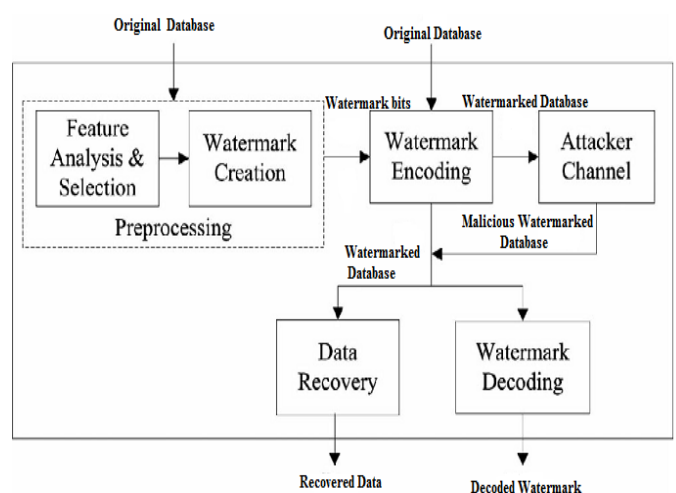 Original Database
Original Database
Watermark bits
Watermarked Database
Feature
Analysis &
Selection
Watermark
Creation
Preprocessing
Watermark
Encoding
Attacker
Channel
Malicious Watermarked
Database
Watermarked
Database
Data
Recovery
Watermark
Decoding
Recovered Data
Decoded Watermark